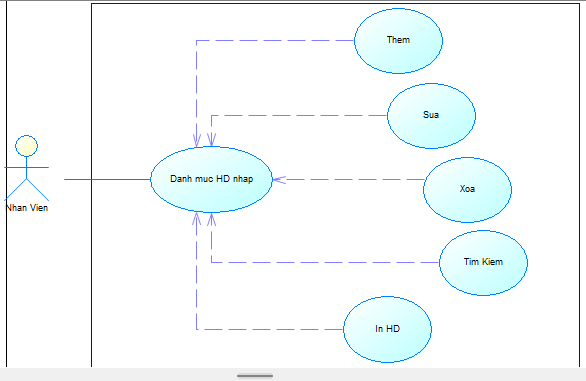 Them
Sua
Danh muc HD nhap
Xoa
Nhan Vien
Tim Kiem
In HD